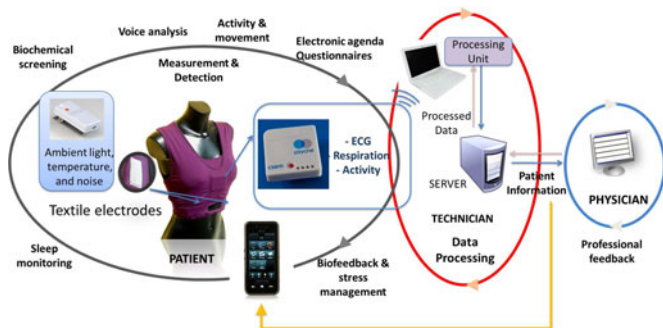 Voice analysis
Activity &
movement
Biochemical
screening
Electronic agenda
Questionnaires
Measurement &
Detection
Processing
Unit
Ambient light,
temperature,
and noise
- ECG
- Respiration
- Activity
Processed
Data
Textile electrodes
SERVER
Patient
Information
PHYSICIAN
TECHNICIAN
Data
Processing
Sleep
monitoring
PATIENT
Biofeedback &
stress
management
Professional
feedback